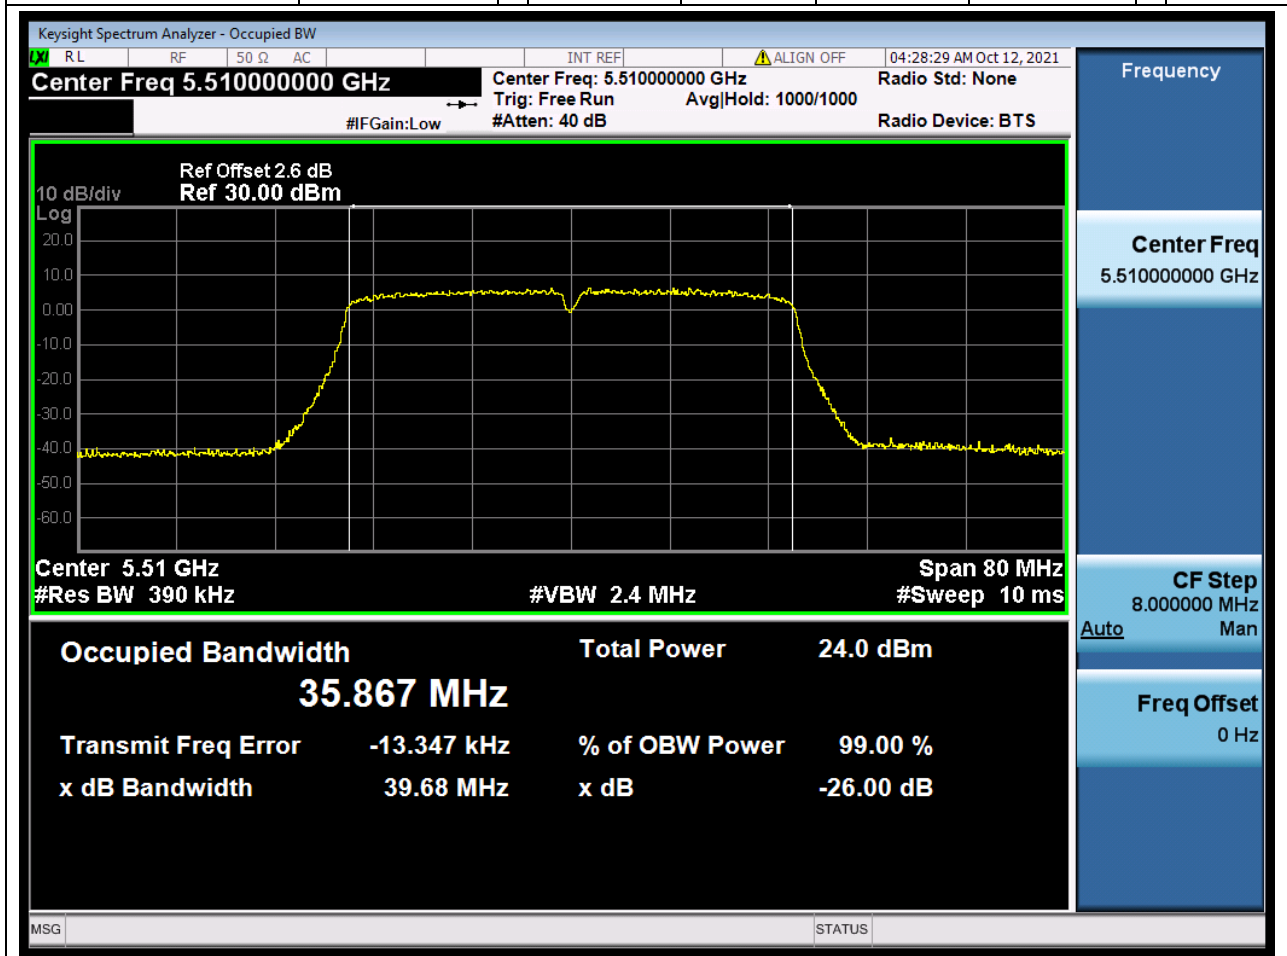 Keysight Spectrum Analyzer - Occupied BW
LXI RL RF 50 Ω AC INT REF ALIGN OFF 04:28:29 AM Oct 12, 2021
Center Freq 5.510000000 GHz
#IFGain:Low
Center Freq: 5.510000000 GHz
Trig: Free Run Avg|Hold: 1000/1000
#Atten: 40 dB
Radio Std: None
Radio Device: BTS
Ref Offset 2.6 dB
10 dB/div Ref 30.00 dBm
Log
20.0
10.0
0.00
-10.0
-20.0
-30.0
-40.0
-50.0
-60.0
Center 5.51 GHz Span 80 MHz
#Res BW 390 kHz #VBW 2.4 MHz #Sweep 10 ms
Occupied Bandwidth Total Power 24.0 dBm
35.867 MHz
Transmit Freq Error -13.347 kHz % of OBW Power 99.00 %
x dB Bandwidth 39.68 MHz x dB -26.00 dB
MSG STATUS
Frequency
Center Freq
5.510000000 GHz
CF Step
8.000000 MHz
Auto Man
Freq Offset
0 Hz